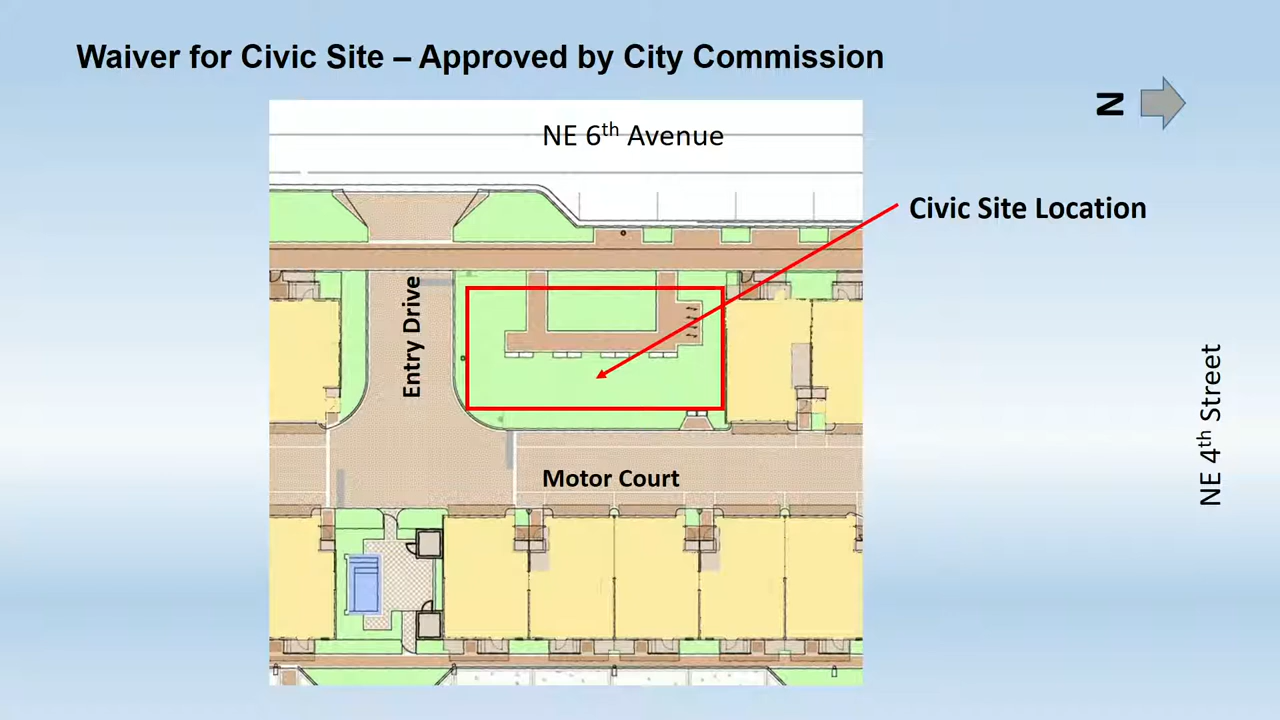 Waiver for Civic Site – Approved by City Commission
N
NE 6th Avenue
Civic Site Location
Entry Drive
NE 4th Street
Motor Court